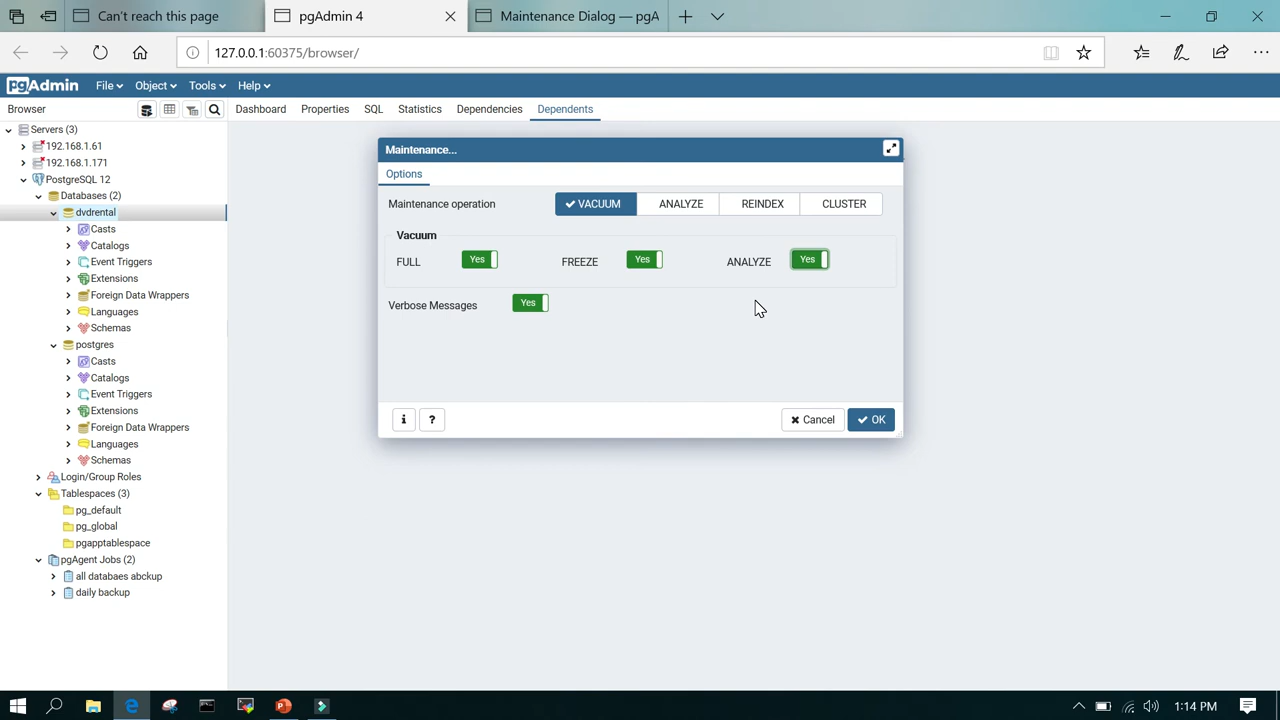 Can't reach this page
pgAdmin 4
Maintenance Dialog — pgA
127.0.0.1:60375/browser/
pgAdmin
File
Object
Tools
Help
Browser
Dashboard
Properties
SQL
Statistics
Dependencies
Dependents
Servers (3)
192.168.1.61
192.168.1.171
PostgreSQL 12
Databases (2)
dvdrental
Casts
Catalogs
Event Triggers
Extensions
Foreign Data Wrappers
Languages
Schemas
postgres
Casts
Catalogs
Event Triggers
Extensions
Foreign Data Wrappers
Languages
Schemas
Login/Group Roles
Tablespaces (3)
pg_default
pg_global
pgapptablespace
pgAgent Jobs (2)
all databaes abckup
daily backup
Maintenance...
Options
Maintenance operation
VACUUM
ANALYZE
REINDEX
CLUSTER
Vacuum
FULL
Yes
FREEZE
Yes
ANALYZE
Yes
Verbose Messages
Yes
i
?
Cancel
OK
1:14 PM